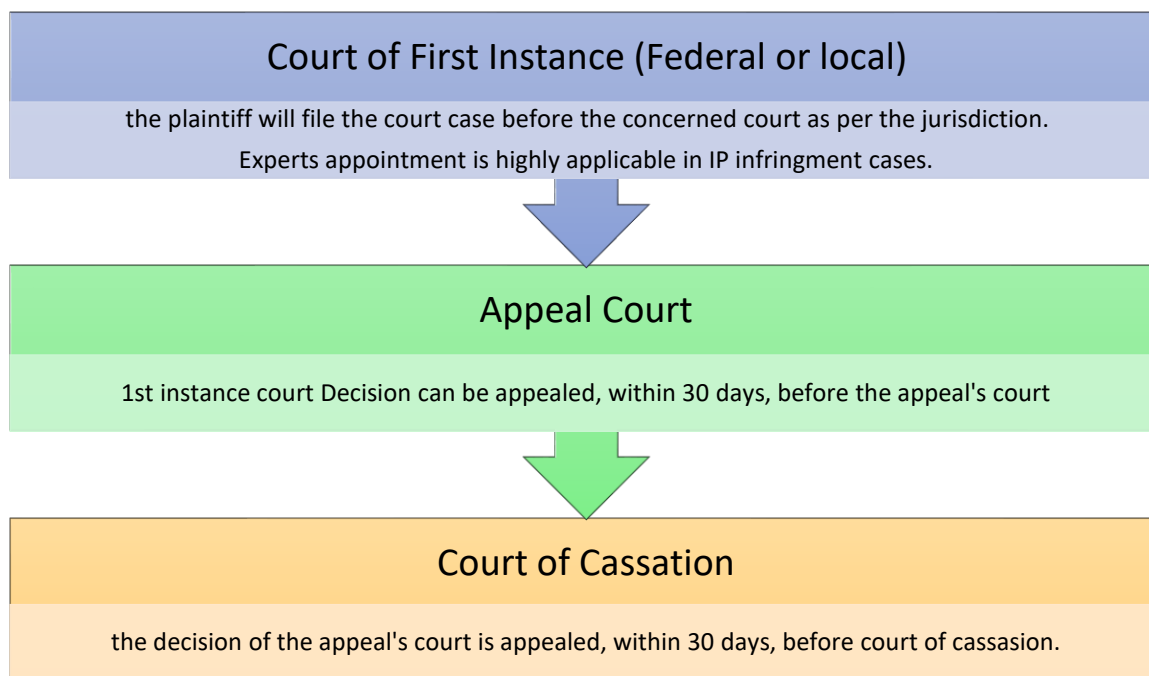 Court of First Instance (Federal or local)
the plaintiff will file the court case before the concerned court as per the jurisdiction.
Experts appointment is highly applicable in IP infringment cases.
Appeal Court
1st instance court Decision can be appealed, within 30 days, before the appeal's court
Court of Cassation
the decision of the appeal's court is appealed, within 30 days, before court of cassasion.